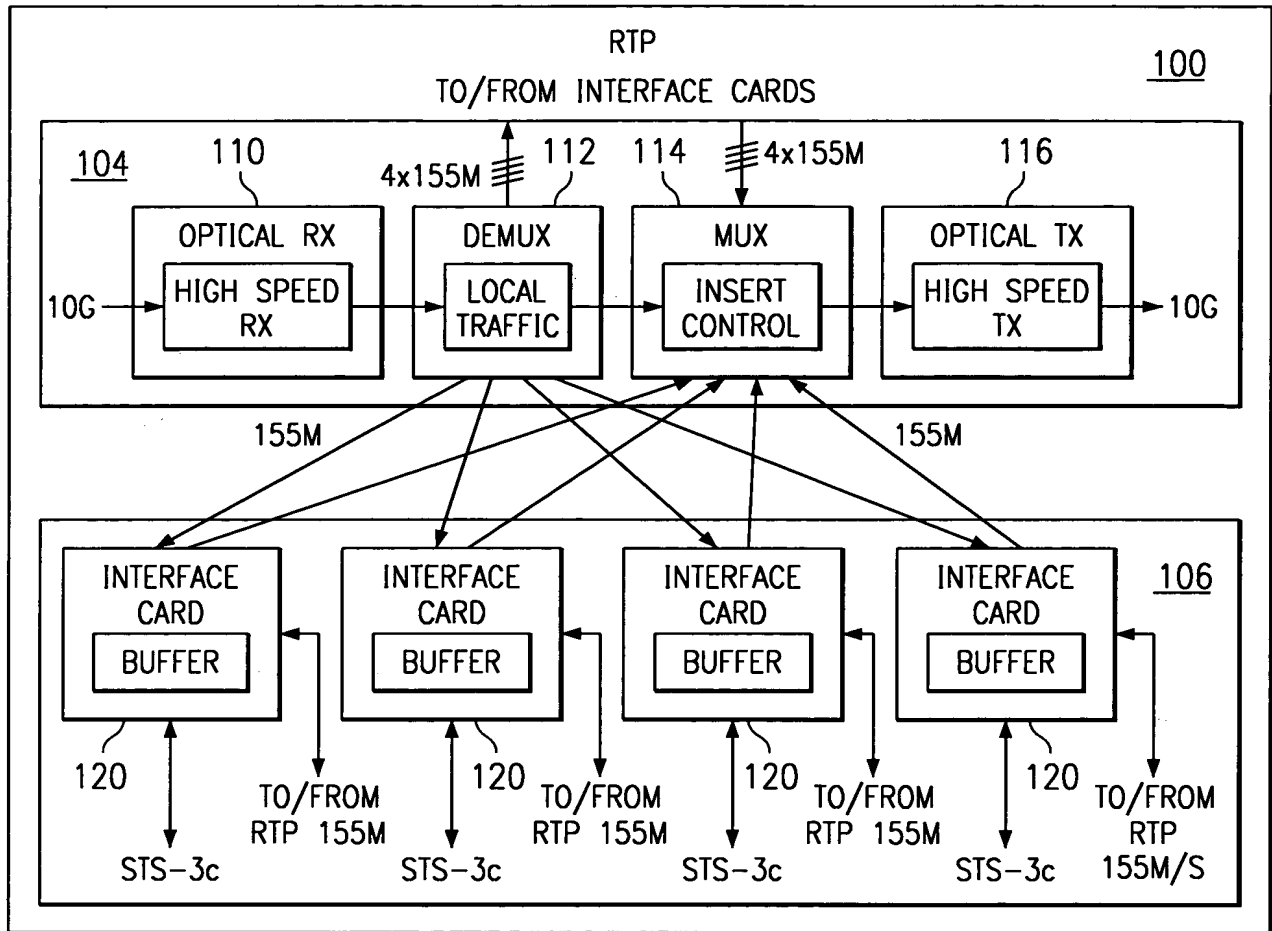 RTP
100
TO/FROM INTERFACE CARDS
104
110
4x155M
112
114
4x155M
116
OPTICAL RX
DEMUX
MUX
OPTICAL TX
10G
HIGH SPEED
RX
LOCAL
TRAFFIC
INSERT
CONTROL
HIGH SPEED
TX
10G
155M
155M
106
INTERFACE
CARD
BUFFER
INTERFACE
CARD
BUFFER
INTERFACE
CARD
BUFFER
INTERFACE
CARD
BUFFER
120
120
120
120
TO/FROM
RTP 155M
TO/FROM
RTP 155M
TO/FROM
RTP 155M
TO/FROM
RTP
155M/S
STS-3c
STS-3c
STS-3c
STS-3c